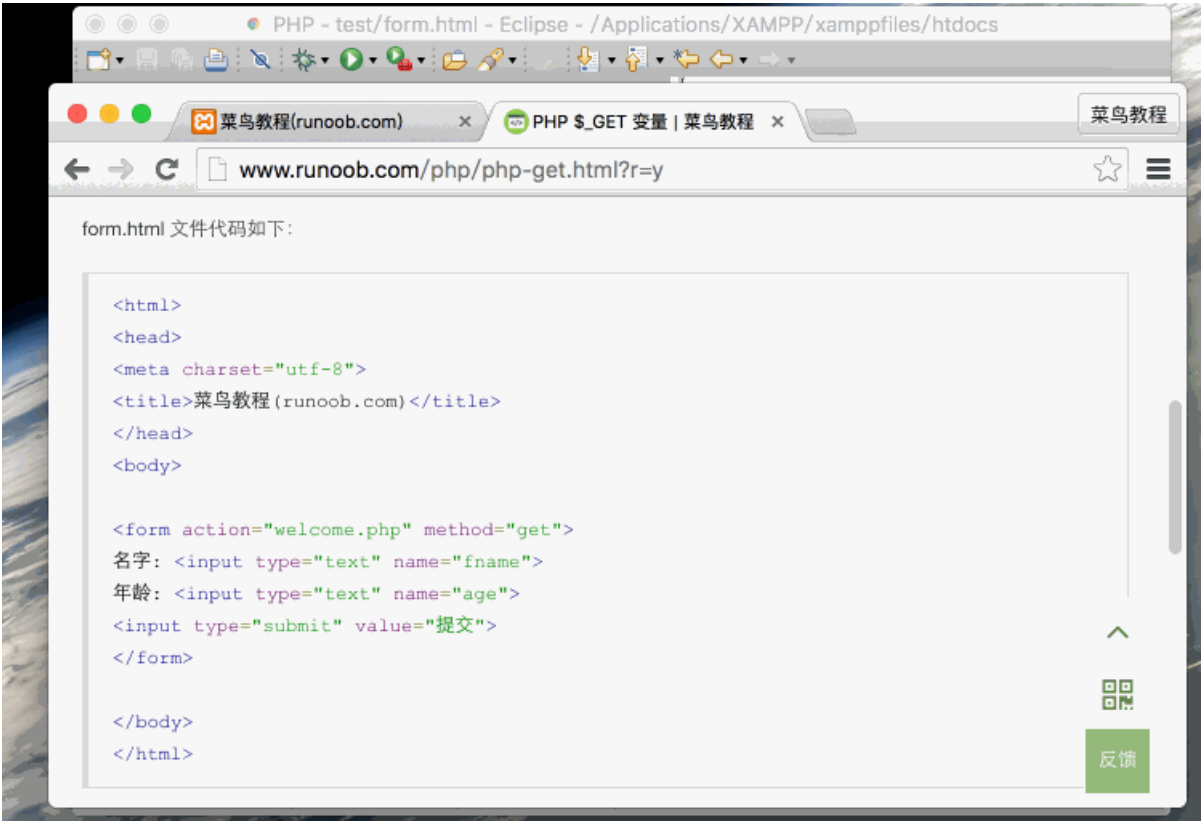 PHP - test/form.html - Eclipse - /Applications/XAMPP/xamppfiles/htdocs
菜鸟教程(runoob.com) ×
PHP $_GET 变量 | 菜鸟教程 ×
菜鸟教程
www.runoob.com/php/php-get.html?r=y
form.html 文件代码如下:
<html>
<head>
<meta charset="utf-8">
<title>菜鸟教程(runoob.com)</title>
</head>
<body>
<form action="welcome.php" method="get">
名字: <input type="text" name="fname">
年龄: <input type="text" name="age">
<input type="submit" value="提交">
</form>
</body>
</html>
反馈